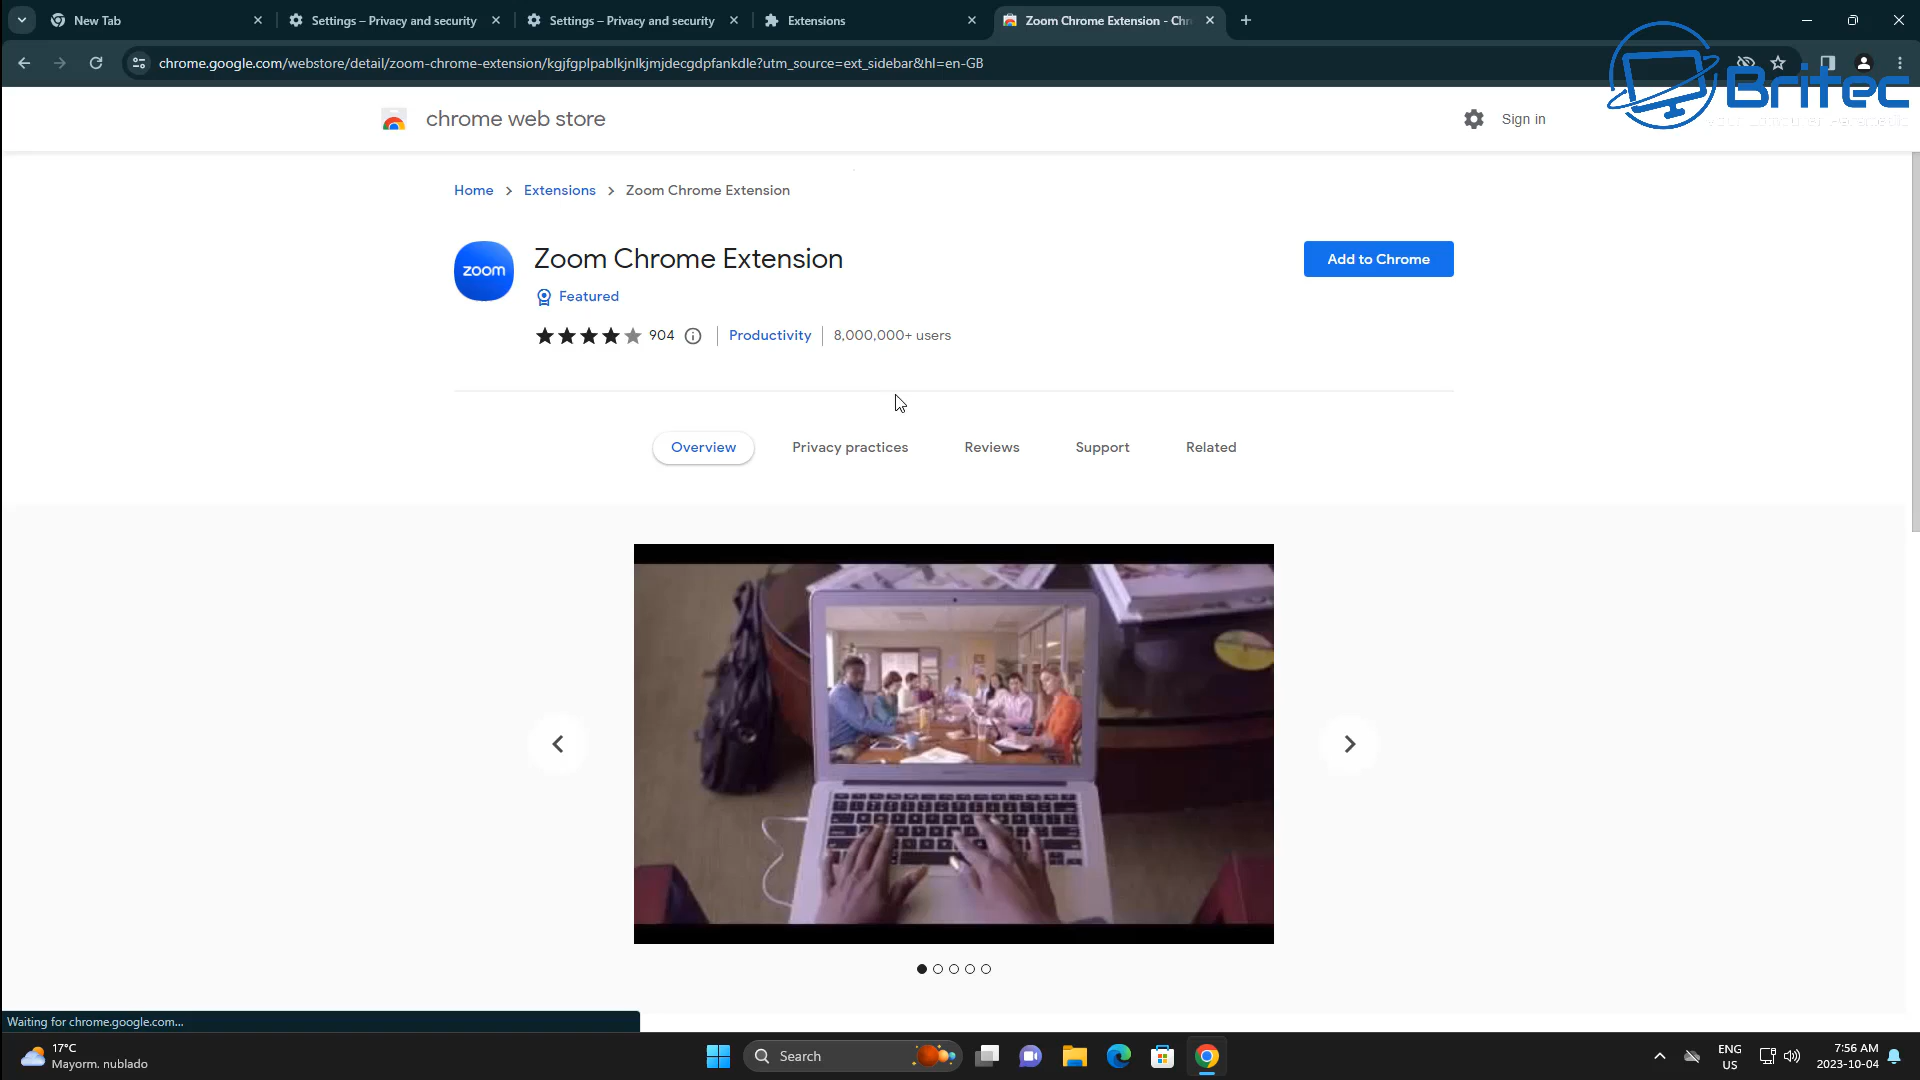 New Tab
Settings – Privacy and security
Settings – Privacy and security
Extensions
Zoom Chrome Extension - Chr
chrome.google.com/webstore/detail/zoom-chrome-extension/kgjfgplpablkjnlkjmjdecgdpfankdle?utm_source=ext_sidebar&hl=en-GB
Britec
chrome web store
Sign in
Home > Extensions > Zoom Chrome Extension
zoom
Zoom Chrome Extension
Add to Chrome
Featured
904
Productivity
8,000,000+ users
Overview
Privacy practices
Reviews
Support
Related
Waiting for chrome.google.com...
17°C
Mayorm. nublado
Search
ENG
US
7:56 AM
2023-10-04